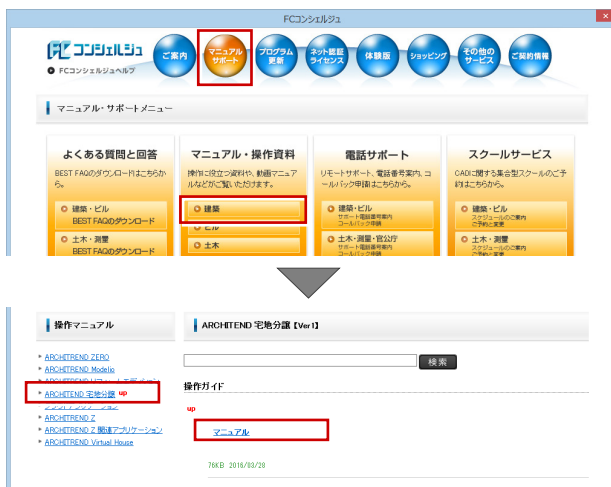 FCコンシェルジュ
×
FCコンシェルジュ
FCコンシェルジュヘルプ
ご案内
マニュアル
サポート
プログラム
更新
ネット認証
ライセンス
体験版
ショッピング
その他の
サービス
ご契約情報
マニュアル・サポートメニュー
よくある質問と回答
BEST FAQのダウンロードはこちらか
ら。
建築・ビル
BEST FAQのダウンロード
土木・測量
BEST FAQのダウンロード
マニュアル・操作資料
操作に役立つ資料や、動画マニュア
ルなどがご覧いただけます。
建築
ビル
土木
電話サポート
リモートサポート、電話番号案内、コ
ールバック申請はこちらから。
建築・ビル
サポート電話番号案内
コールバック申請
土木・測量・官公庁
サポート電話番号案内
コールバック申請
スクールサービス
CADに関する集合型スクールのご予
約はこちらから。
建築・ビル
スケジュールのご案内
ご予約と変更
土木・測量
スケジュールのご案内
ご予約と変更
操作マニュアル
ARCHITREND ZERO
ARCHITREND Modelio
ARCHITEND 宅地分譲 up
ARCHITREND Z
ARCHITREND Z 関連アプリケーション
ARCHITREND Virtual House
ARCHITEND 宅地分譲【Ver1】
検索
操作ガイド
up
マニュアル
76KB 2016/03/28